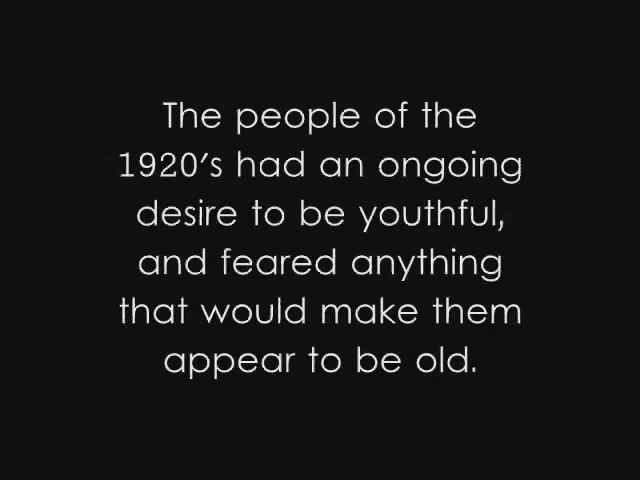 The people of the
1920's had an ongoing
desire to be youthful,
and feared anything
that would make them
appear to be old.